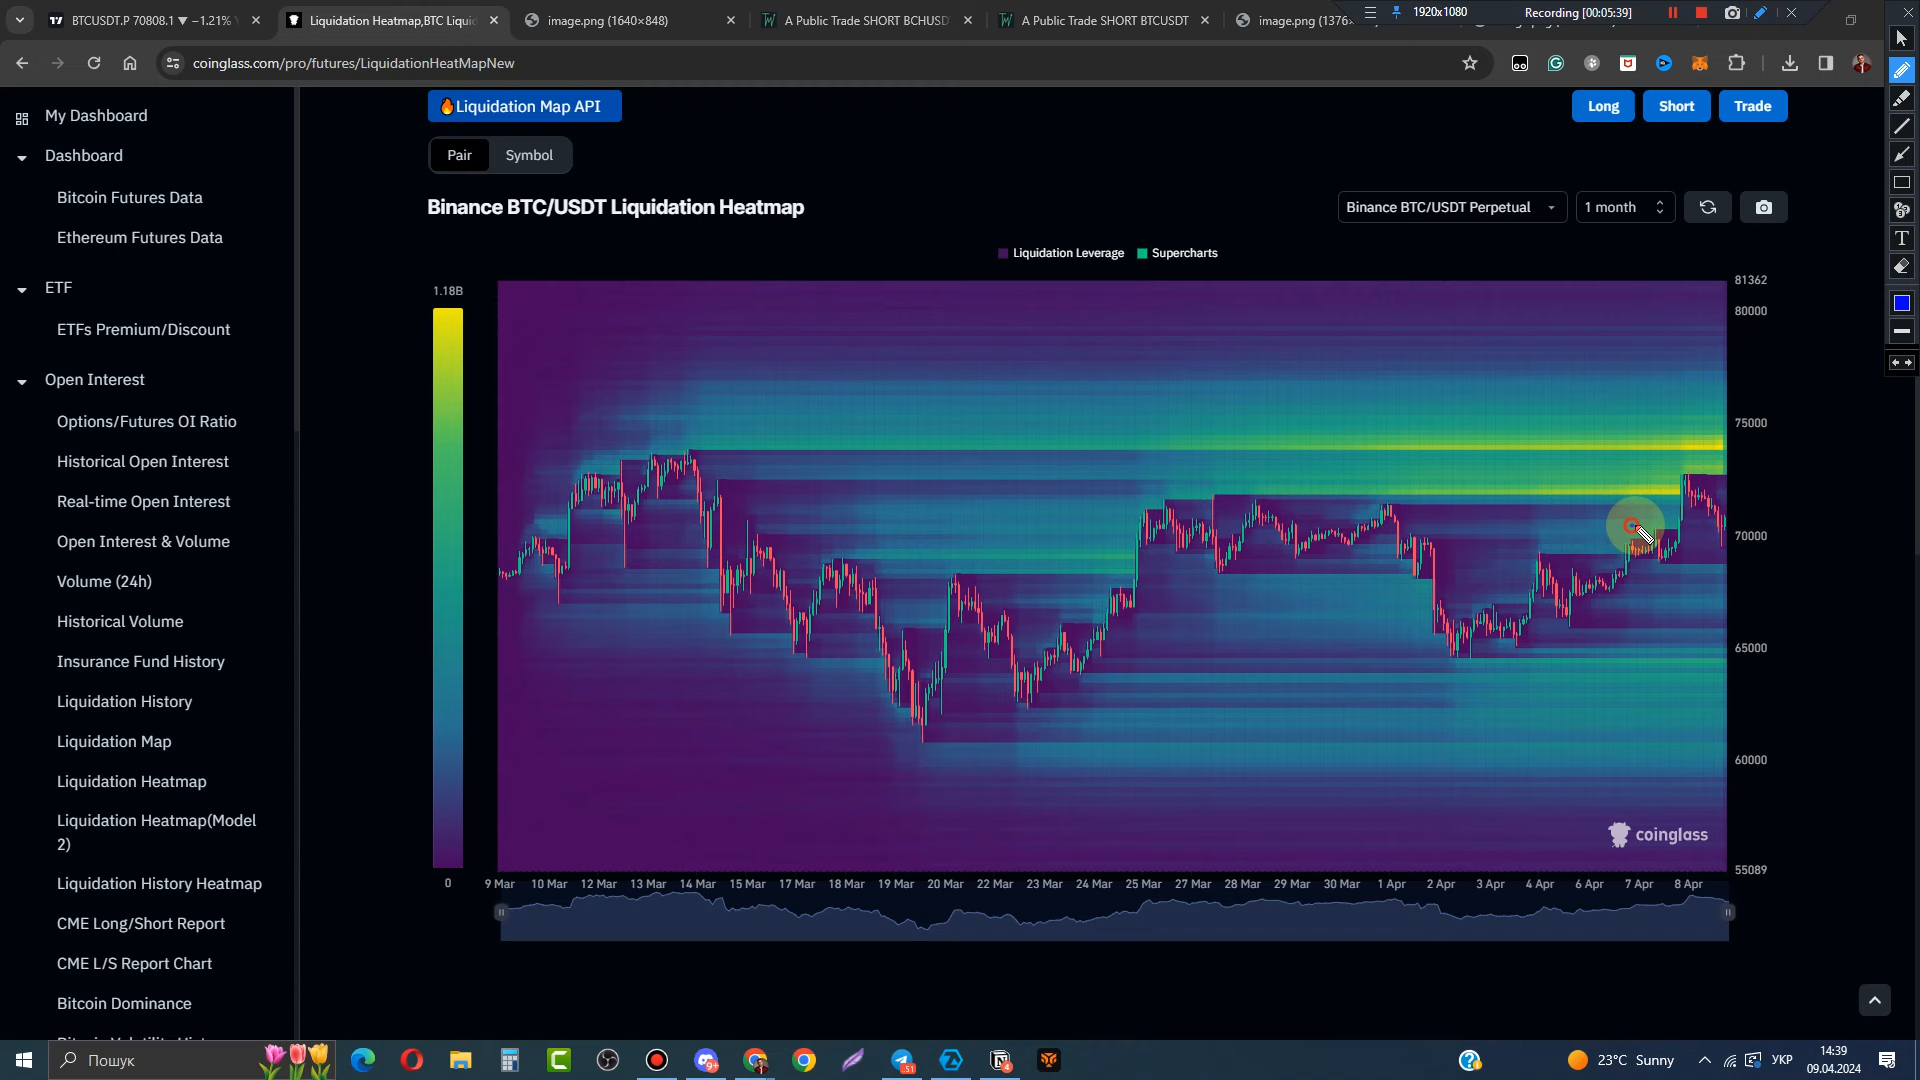 BTCUSDT.P 70808.1 ▼ −1.21%
Liquidation Heatmap,BTC Liquid
image.png (1640×848)
A Public Trade SHORT BCHUSD
A Public Trade SHORT BTCUSDT
image.png (1376×
1920x1080
Recording [00:05:39]
coinglass.com/pro/futures/LiquidationHeatMapNew
My Dashboard
Dashboard
Bitcoin Futures Data
Ethereum Futures Data
ETF
ETFs Premium/Discount
Open Interest
Options/Futures OI Ratio
Historical Open Interest
Real-time Open Interest
Open Interest & Volume
Volume (24h)
Historical Volume
Insurance Fund History
Liquidation History
Liquidation Map
Liquidation Heatmap
Liquidation Heatmap(Model
2)
Liquidation History Heatmap
CME Long/Short Report
CME L/S Report Chart
Bitcoin Dominance
🔥Liquidation Map API
Long
Short
Trade
Pair
Symbol
Binance BTC/USDT Liquidation Heatmap
Binance BTC/USDT Perpetual
1 month
Liquidation Leverage
Supercharts
1.18B
0
81362
80000
75000
70000
65000
60000
55089
coinglass
9 Mar 10 Mar 12 Mar 13 Mar 14 Mar 15 Mar 17 Mar 18 Mar 19 Mar 20 Mar 22 Mar 23 Mar 24 Mar 25 Mar 27 Mar 28 Mar 29 Mar 30 Mar 1 Apr 2 Apr 3 Apr 4 Apr 6 Apr 7 Apr 8 Apr
Пошук
9+
51
4
23°C Sunny
УКР
14:39
09.04.2024